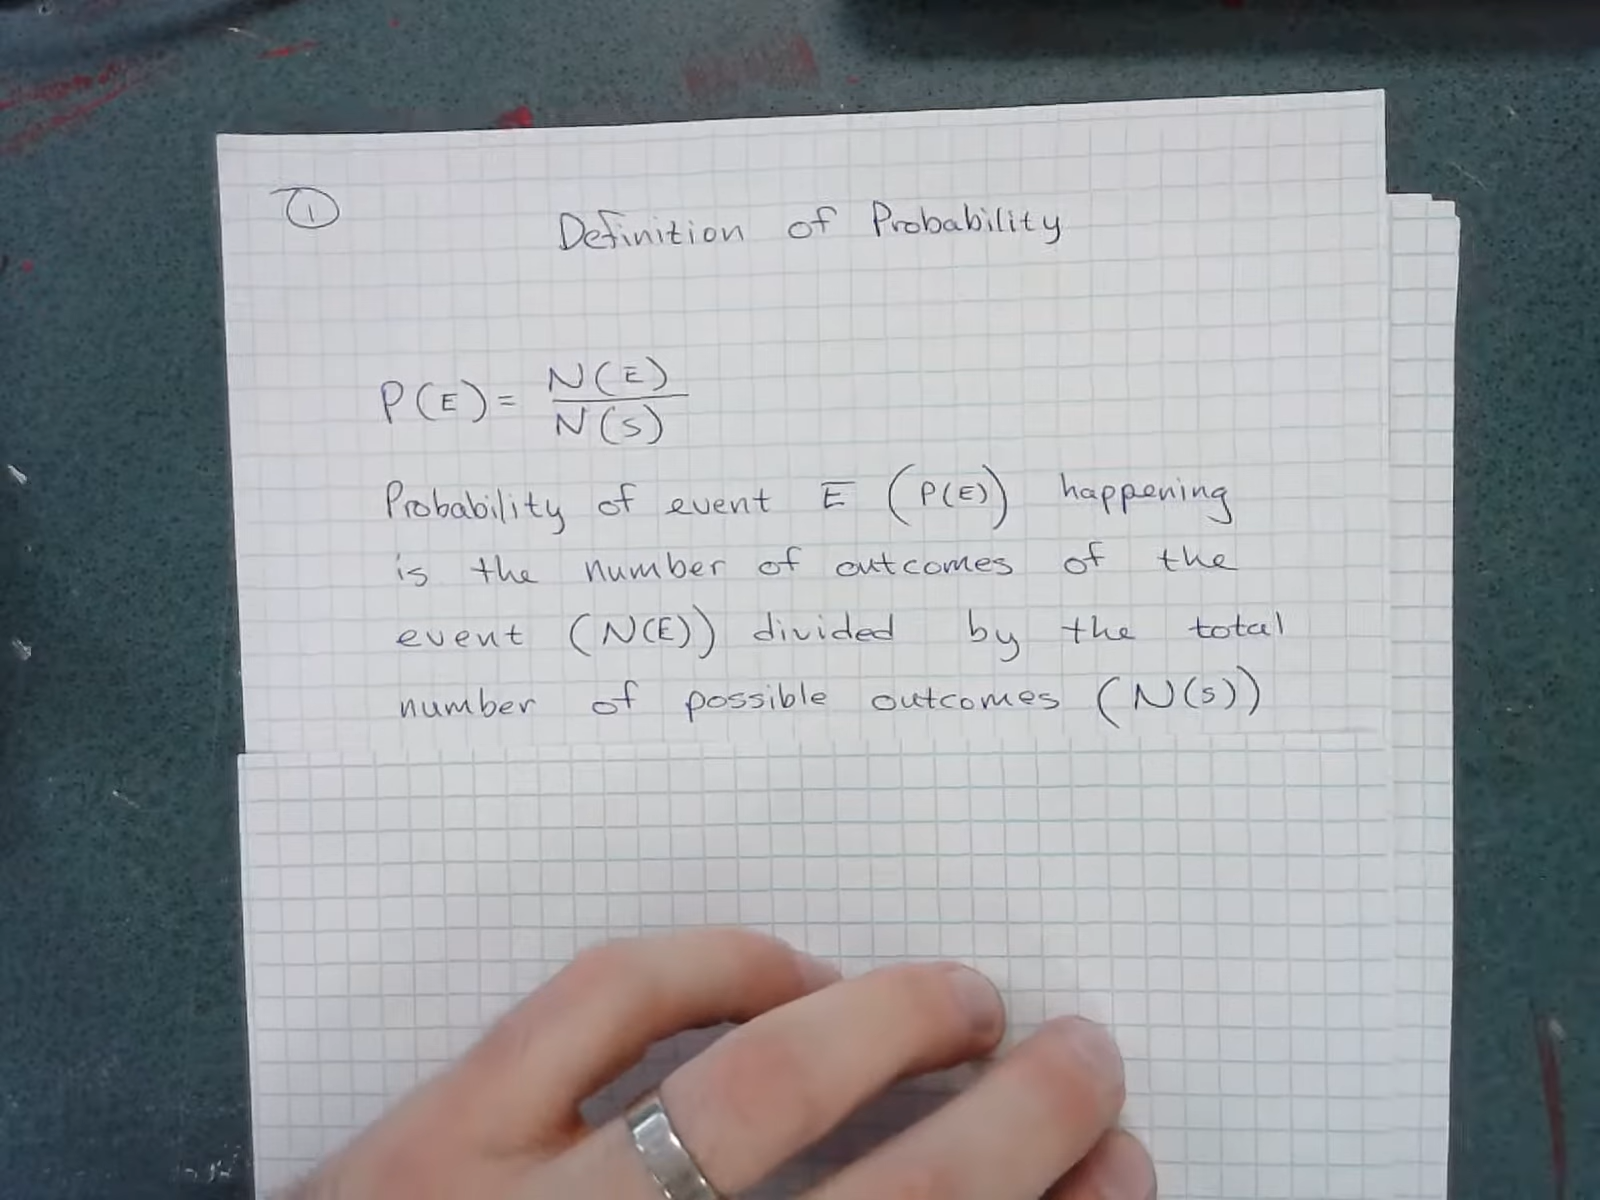 1
Definition of Probability
P(E) = N(E)/N(S)
Probability of event E (P(E)) happening
is the number of outcomes of the
event (N(E)) divided by the total
number of possible outcomes (N(S))